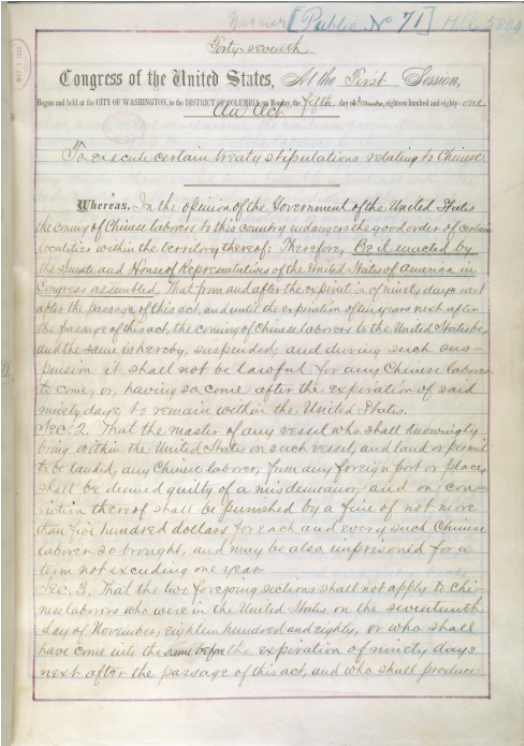 [Public No 71] H.R. 5804
Forty-seventh
Congress of the United States, At the First Session,
Begun and held at the CITY OF WASHINGTON, in the DISTRICT OF COLUMBIA, on Monday, the fifth day of December, eighteen hundred and eighty-one
An Act
To execute certain treaty stipulations relating to Chinese.
Whereas, In the opinion of the Government of the United States
the coming of Chinese laborers to this country endangers the good order of certain
localities within the territory thereof: Therefore, Be it enacted by
the Senate and House of Representatives of the United States of America in
Congress assembled, That from and after the expiration of ninety days next
after the passage of this act, and until the expiration of ten years next after
the passage of this act, the coming of Chinese laborers to the United States be,
and the same is hereby, suspended; and during such sus-
pension it shall not be lawful for any Chinese laborer
to come, or, having so come after the expiration of said
ninety days, to remain within the United States.
Sec. 2. That the master of any vessel who shall knowingly
bring within the United States on such vessel, and land or permit
to be landed, any Chinese laborer, from any foreign port or place,
shall be deemed guilty of a misdemeanor, and on con-
viction thereof shall be punished by a fine of not more
than five hundred dollars for each and every such Chinese
laborer so brought, and may be also imprisoned for a
term not exceeding one year.
Sec. 3. That the two foregoing sections shall not apply to Chi-
nese laborers who were in the United States on the seventeenth
day of November, eighteen hundred and eighty, or who shall
have come into the same before the expiration of ninety days
next after the passage of this act, and who shall produce